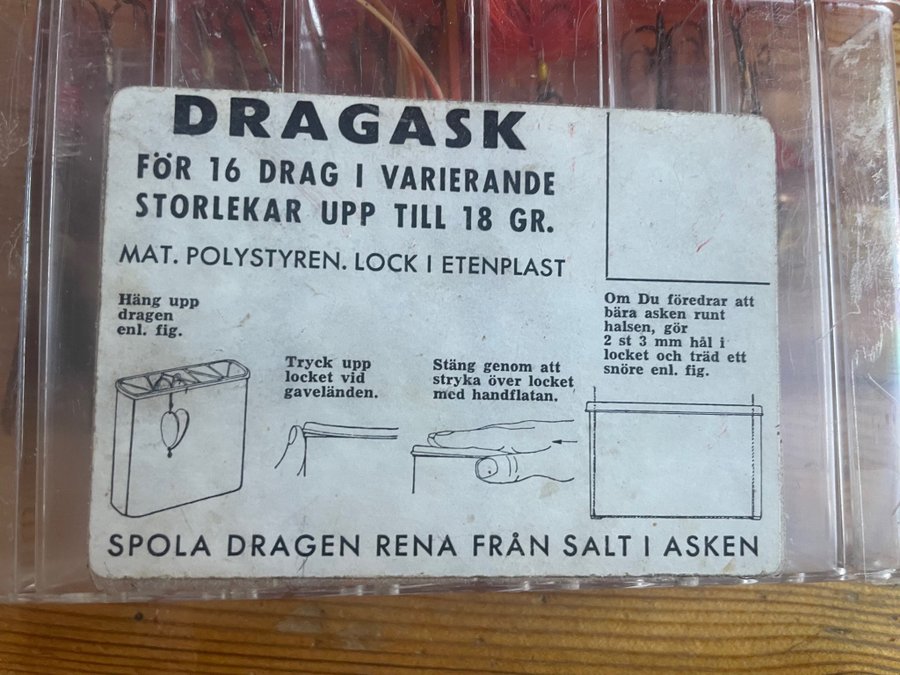 DRAGASK
FÖR 16 DRAG I VARIERANDE
STORLEKAR UPP TILL 18 GR.
MAT. POLYSTYREN. LOCK I ETENPLAST
Häng upp
dragen
enl. fig.
Tryck upp
locket vid
gaveländen.
Stäng genom att
stryka över locket
med handflatan.
Om Du föredrar att
bära asken runt
halsen, gör
2 st 3 mm hål i
locket och träd ett
snöre enl. fig.
SPOLA DRAGEN RENA FRÅN SALT I ASKEN